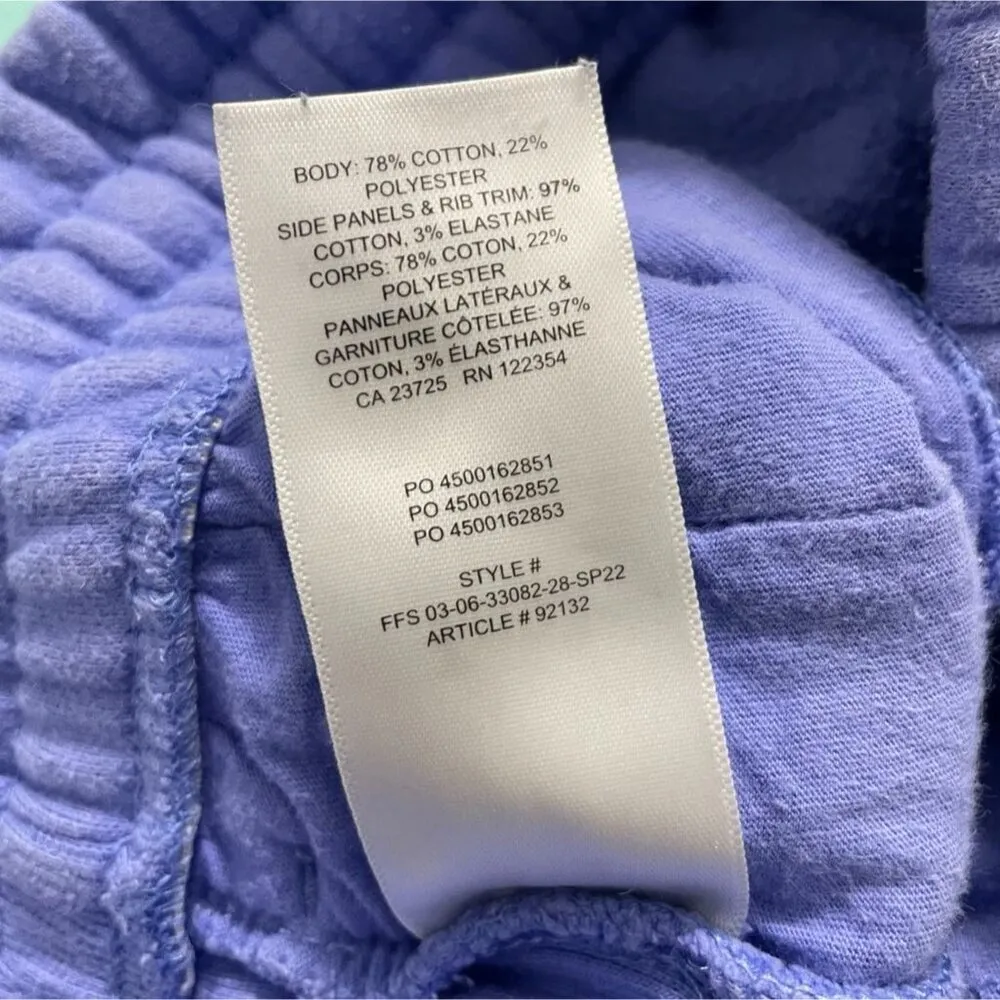 BODY: 78% COTTON, 22%
POLYESTER
SIDE PANELS & RIB TRIM: 97%
COTTON, 3% ELASTANE
CORPS: 78% COTON, 22%
POLYESTER
PANNEAUX LATÉRAUX &
GARNITURE CÔTELÉE: 97%
COTON, 3% ÉLASTHANNE
CA 23725 RN 122354
PO 4500162851
PO 4500162852
PO 4500162853
STYLE #
FFS 03-06-33082-28-SP22
ARTICLE # 92132